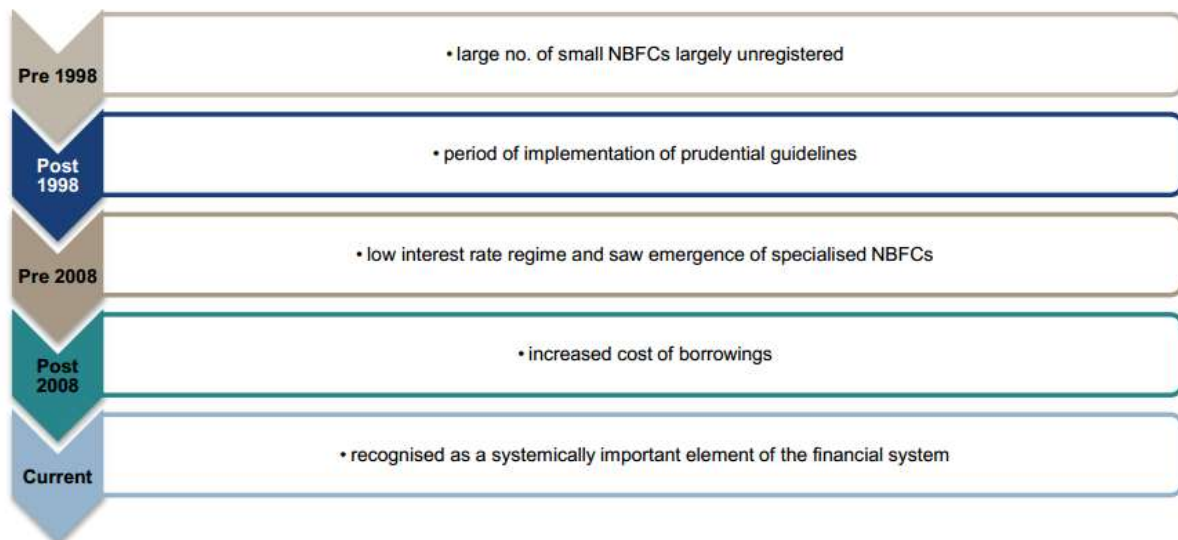 Pre 1998
• large no. of small NBFCs largely unregistered
Post
1998
• period of implementation of prudential guidelines
Pre 2008
• low interest rate regime and saw emergence of specialised NBFCs
Post
2008
• increased cost of borrowings
Current
• recognised as a systemically important element of the financial system